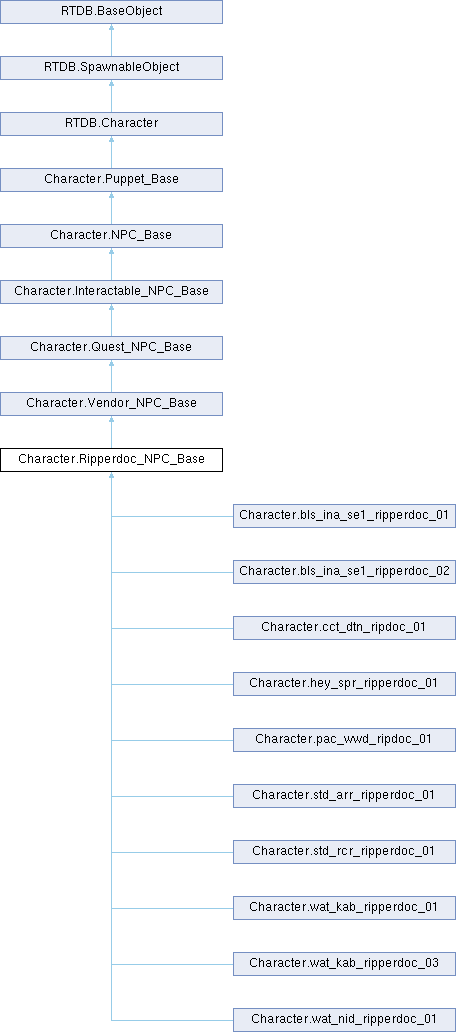 RTDB.BaseObject
RTDB.SpawnableObject
RTDB.Character
Character.Puppet_Base
Character.NPC_Base
Character.Interactable_NPC_Base
Character.Quest_NPC_Base
Character.Vendor_NPC_Base
Character.Ripperdoc_NPC_Base
Character.bls_ina_se1_ripperdoc_01
Character.bls_ina_se1_ripperdoc_02
Character.cct_dtn_ripdoc_01
Character.hey_spr_ripperdoc_01
Character.pac_wwd_ripdoc_01
Character.std_arr_ripperdoc_01
Character.std_rcr_ripperdoc_01
Character.wat_kab_ripperdoc_01
Character.wat_kab_ripperdoc_03
Character.wat_nid_ripperdoc_01